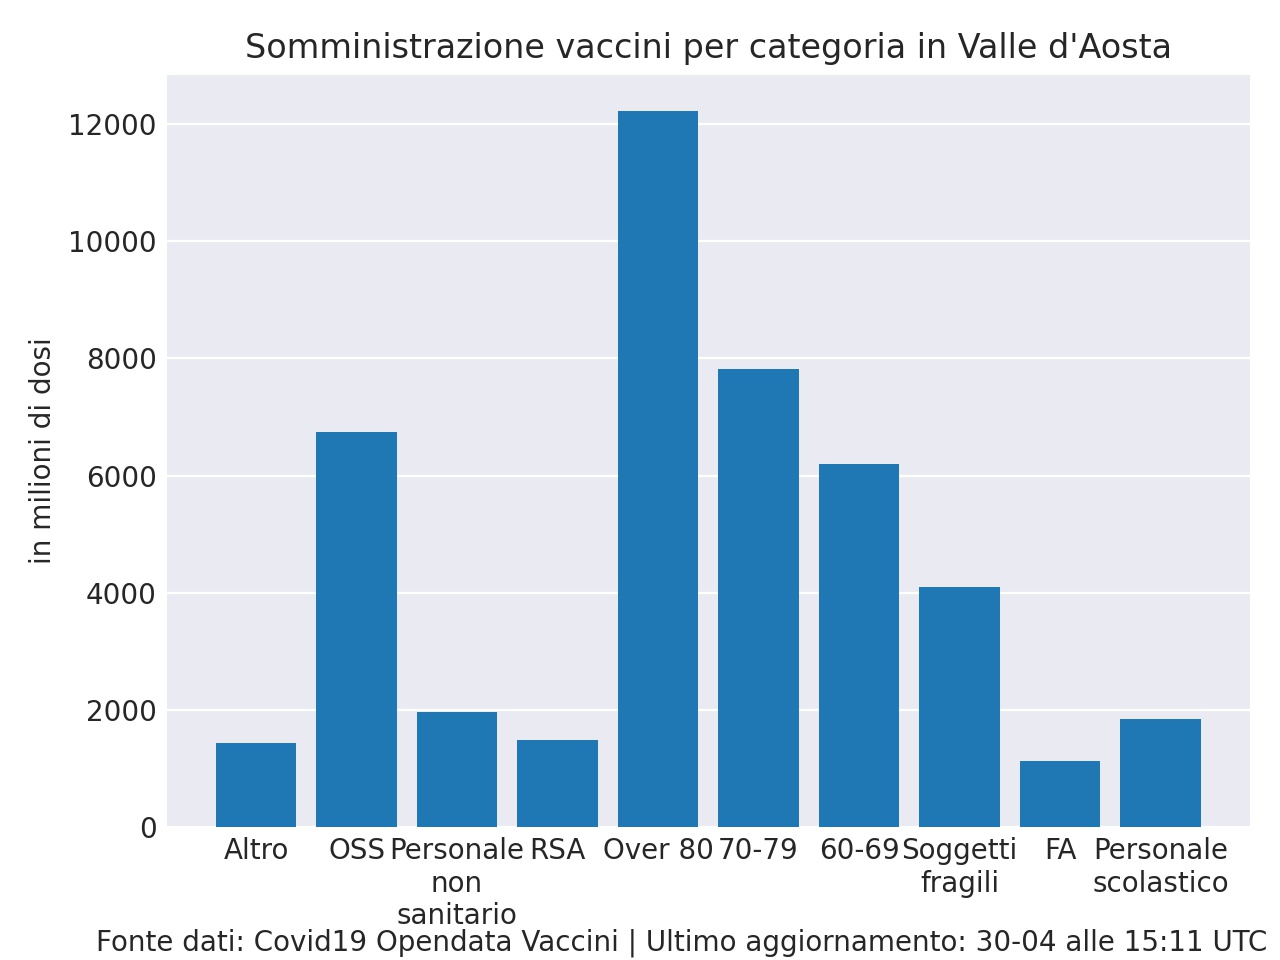 Somministrazione vaccini per categoria in Valle d'Aosta
12000
10000
8000
6000
4000
2000
0
in milioni di dosi
Altro
OSS
Personale
non
sanitario
RSA
Over 80
70-79
60-69
Soggetti
fragili
FA
Personale
scolastico
Fonte dati: Covid19 Opendata Vaccini | Ultimo aggiornamento: 30-04 alle 15:11 UTC